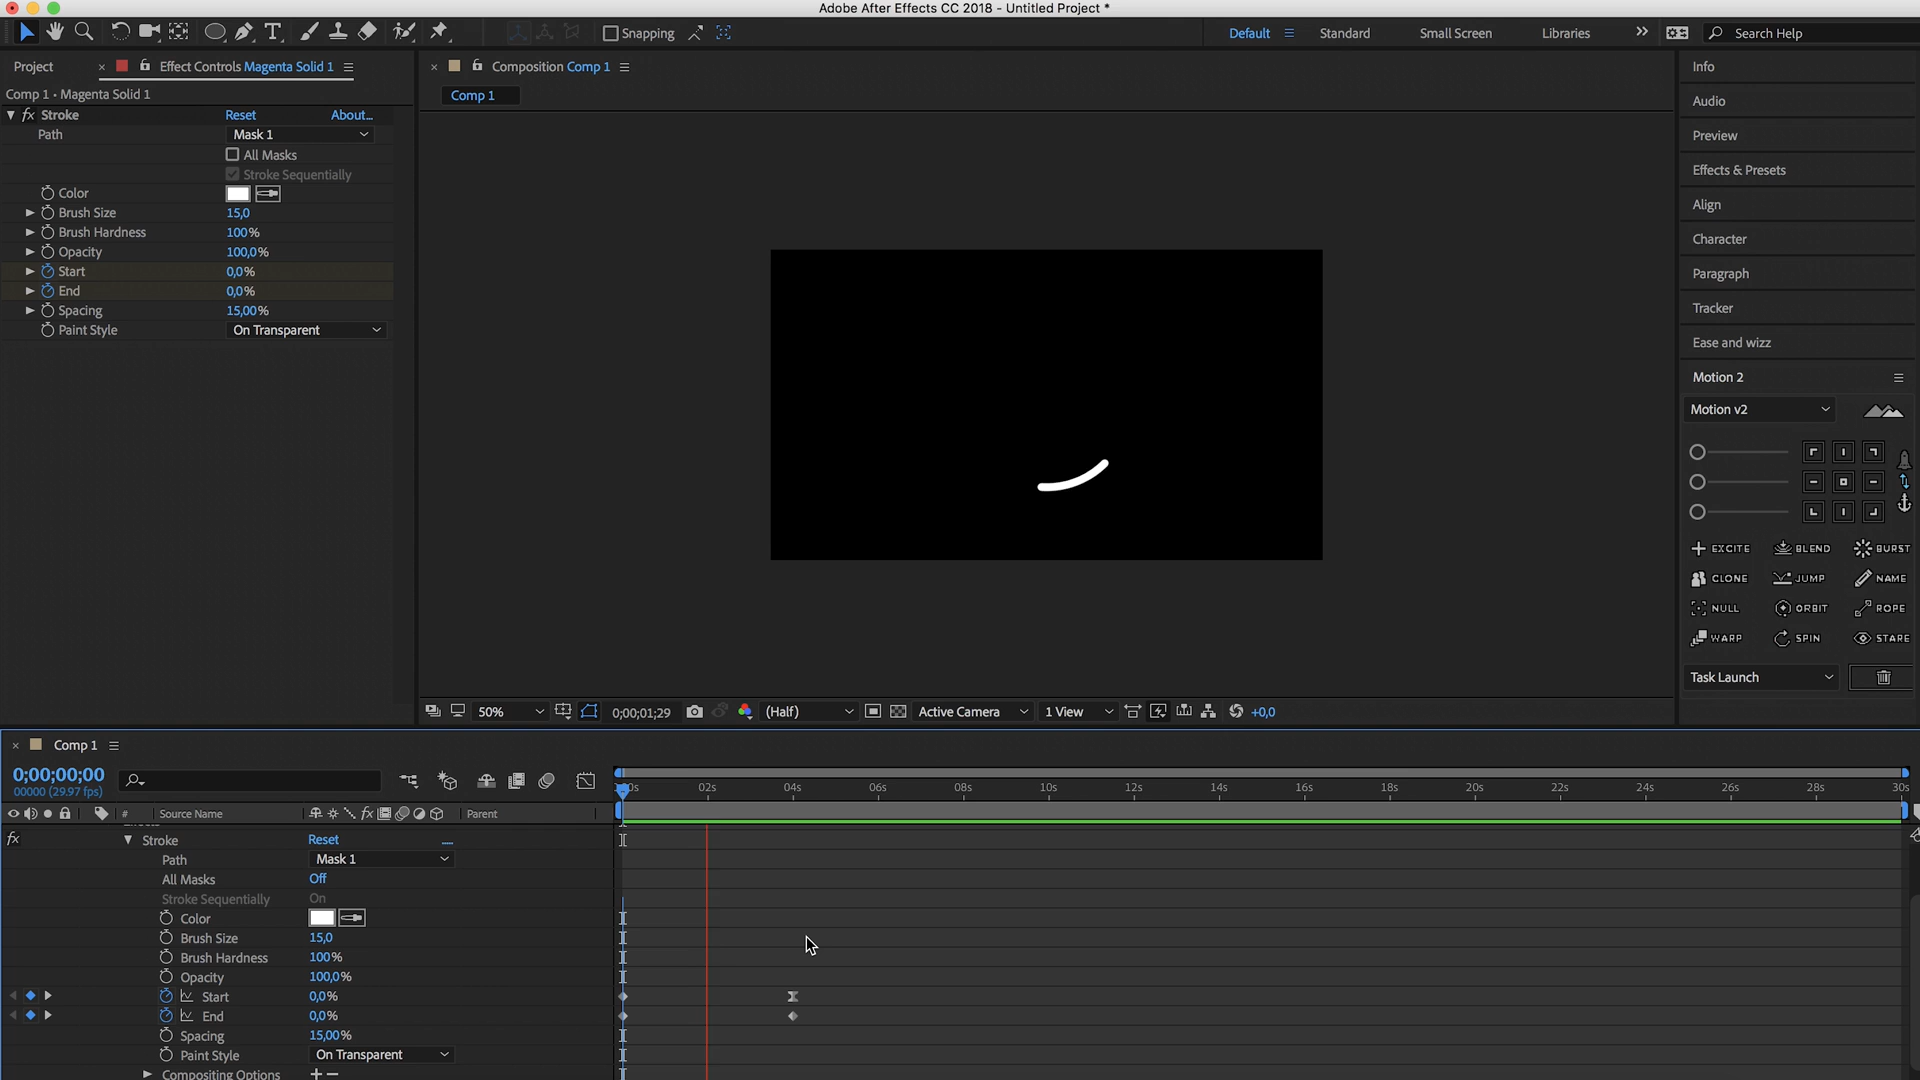 Adobe After Effects CC 2018 - Untitled Project *
Snapping
Default
Standard
Small Screen
Libraries
Search Help
Project
Effect Controls Magenta Solid 1
Comp 1 • Magenta Solid 1
fx Stroke Reset About...
Path Mask 1
All Masks
Stroke Sequentially
Color
Brush Size 15,0
Brush Hardness 100%
Opacity 100,0%
Start 0,0%
End 0,0%
Spacing 15,00%
Paint Style On Transparent
Composition Comp 1
Comp 1
Info
Audio
Preview
Effects & Presets
Align
Character
Paragraph
Tracker
Ease and wizz
Motion 2
Motion v2
EXCITE BLEND BURST
CLONE JUMP NAME
NULL ORBIT ROPE
WARP SPIN STARE
Task Launch
50% 0;00;01;29 (Half) Active Camera 1 View +0,0
Comp 1
0;00;00;00
00000 (29.97 fps)
02s 04s 06s 08s 10s 12s 14s 16s 18s 20s 22s 24s 26s 28s 30s
# Source Name fx Parent
fx Stroke Reset ....
Path Mask 1
All Masks Off
Stroke Sequentially On
Color
Brush Size 15,0
Brush Hardness 100%
Opacity 100,0%
Start 0,0%
End 0,0%
Spacing 15,00%
Paint Style On Transparent
Compositing Options + −